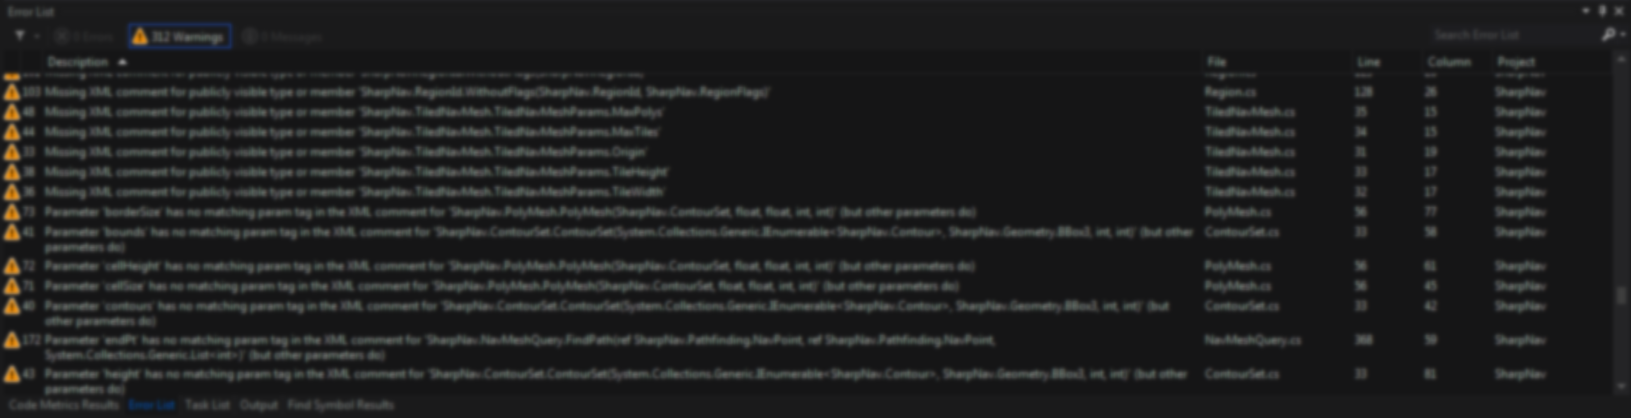 Error List
0 Errors 312 Warnings 0 Messages Search Error List
Description File Line Column Project
103 Missing XML comment for publicly visible type or member 'SharpNav.RegionId.WithoutFlags(SharpNav.RegionId, SharpNav.RegionFlags)' Region.cs 128 26 SharpNav
48 Missing XML comment for publicly visible type or member 'SharpNav.TiledNavMesh.TiledNavMeshParams.MaxPolys' TiledNavMesh.cs 35 15 SharpNav
44 Missing XML comment for publicly visible type or member 'SharpNav.TiledNavMesh.TiledNavMeshParams.MaxTiles' TiledNavMesh.cs 34 15 SharpNav
33 Missing XML comment for publicly visible type or member 'SharpNav.TiledNavMesh.TiledNavMeshParams.Origin' TiledNavMesh.cs 31 19 SharpNav
38 Missing XML comment for publicly visible type or member 'SharpNav.TiledNavMesh.TiledNavMeshParams.TileHeight' TiledNavMesh.cs 33 17 SharpNav
36 Missing XML comment for publicly visible type or member 'SharpNav.TiledNavMesh.TiledNavMeshParams.TileWidth' TiledNavMesh.cs 32 17 SharpNav
73 Parameter 'borderSize' has no matching param tag in the XML comment for 'SharpNav.PolyMesh.PolyMesh(SharpNav.ContourSet, float, float, int, int)' (but other parameters do) PolyMesh.cs 56 77 SharpNav
41 Parameter 'bounds' has no matching param tag in the XML comment for 'SharpNav.ContourSet.ContourSet(System.Collections.Generic.IEnumerable<SharpNav.Contour>, SharpNav.Geometry.BBox3, int, int)' (but other ContourSet.cs 33 58 SharpNav
parameters do)
72 Parameter 'cellHeight' has no matching param tag in the XML comment for 'SharpNav.PolyMesh.PolyMesh(SharpNav.ContourSet, float, float, int, int)' (but other parameters do) PolyMesh.cs 56 61 SharpNav
71 Parameter 'cellSize' has no matching param tag in the XML comment for 'SharpNav.PolyMesh.PolyMesh(SharpNav.ContourSet, float, float, int, int)' (but other parameters do) PolyMesh.cs 56 45 SharpNav
40 Parameter 'contours' has no matching param tag in the XML comment for 'SharpNav.ContourSet.ContourSet(System.Collections.Generic.IEnumerable<SharpNav.Contour>, SharpNav.Geometry.BBox3, int, int)' (but ContourSet.cs 33 42 SharpNav
other parameters do)
172 Parameter 'endPt' has no matching param tag in the XML comment for 'SharpNav.NavMeshQuery.FindPath(ref SharpNav.Pathfinding.NavPoint, ref SharpNav.Pathfinding.NavPoint, NavMeshQuery.cs 368 59 SharpNav
System.Collections.Generic.List<int>)' (but other parameters do)
43 Parameter 'height' has no matching param tag in the XML comment for 'SharpNav.ContourSet.ContourSet(System.Collections.Generic.IEnumerable<SharpNav.Contour>, SharpNav.Geometry.BBox3, int, int)' (but other ContourSet.cs 33 81 SharpNav
parameters do)
Code Metrics Results Error List Task List Output Find Symbol Results